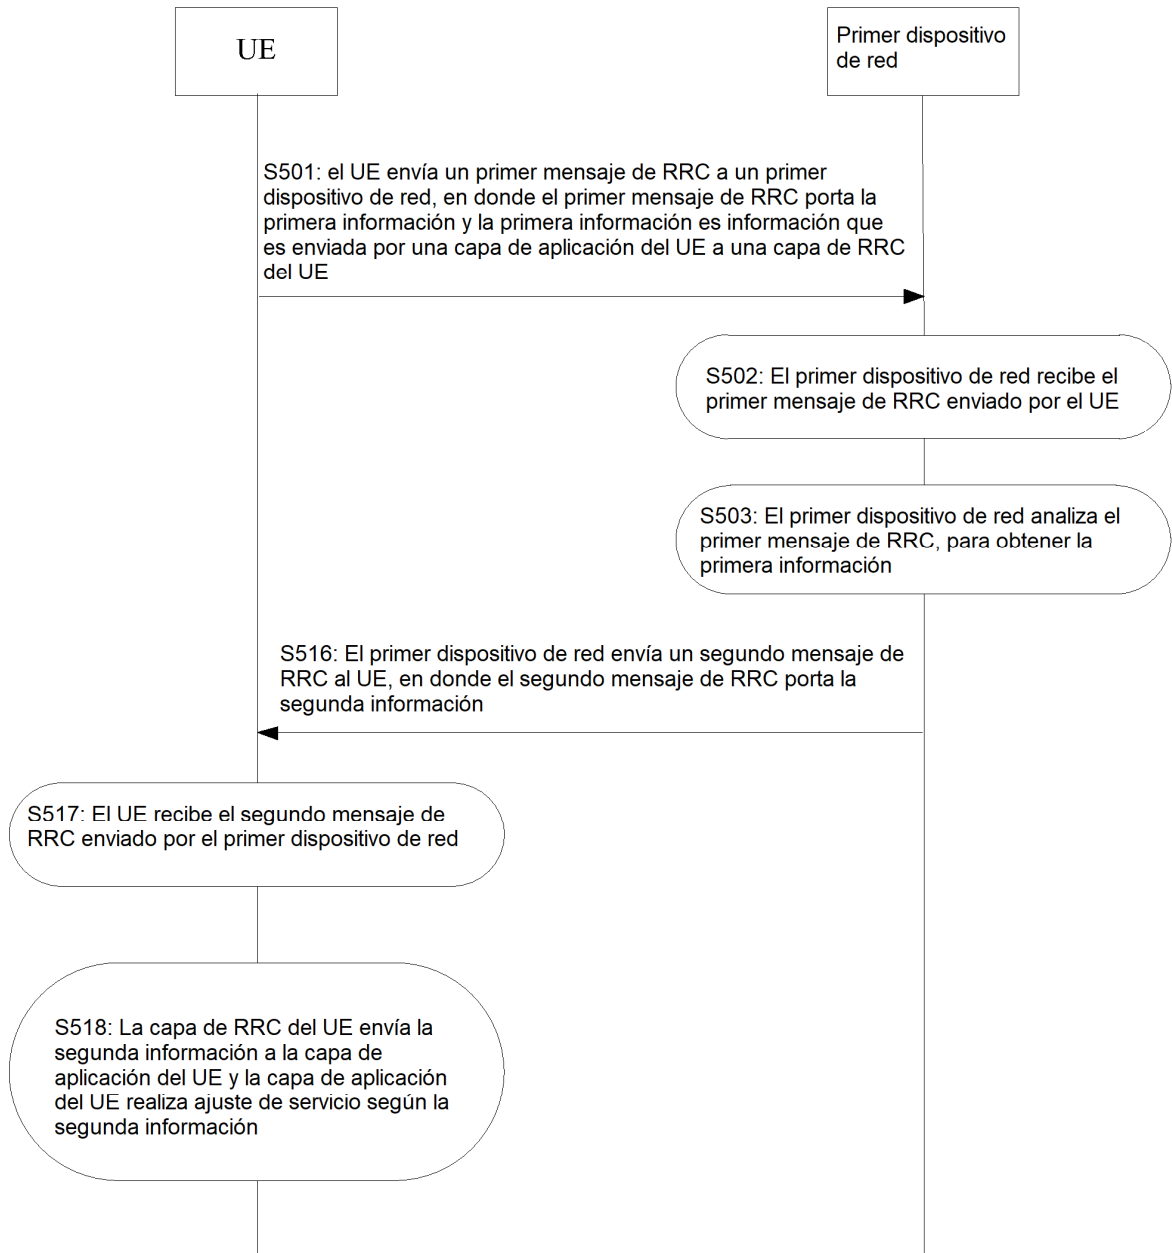 UE
Primer dispositivo
de red
S501: el UE envía un primer mensaje de RRC a un primer
dispositivo de red, en donde el primer mensaje de RRC porta la
primera información y la primera información es información que
es enviada por una capa de aplicación del UE a una capa de RRC
del UE
S502: El primer dispositivo de red recibe el
primer mensaje de RRC enviado por el UE
S503: El primer dispositivo de red analiza el
primer mensaje de RRC, para obtener la
primera información
S516: El primer dispositivo de red envía un segundo mensaje de
RRC al UE, en donde el segundo mensaje de RRC porta la
segunda información
S517: El UE recibe el segundo mensaje de
RRC enviado por el primer dispositivo de red
S518: La capa de RRC del UE envía la
segunda información a la capa de
aplicación del UE y la capa de aplicación
del UE realiza ajuste de servicio según la
segunda información